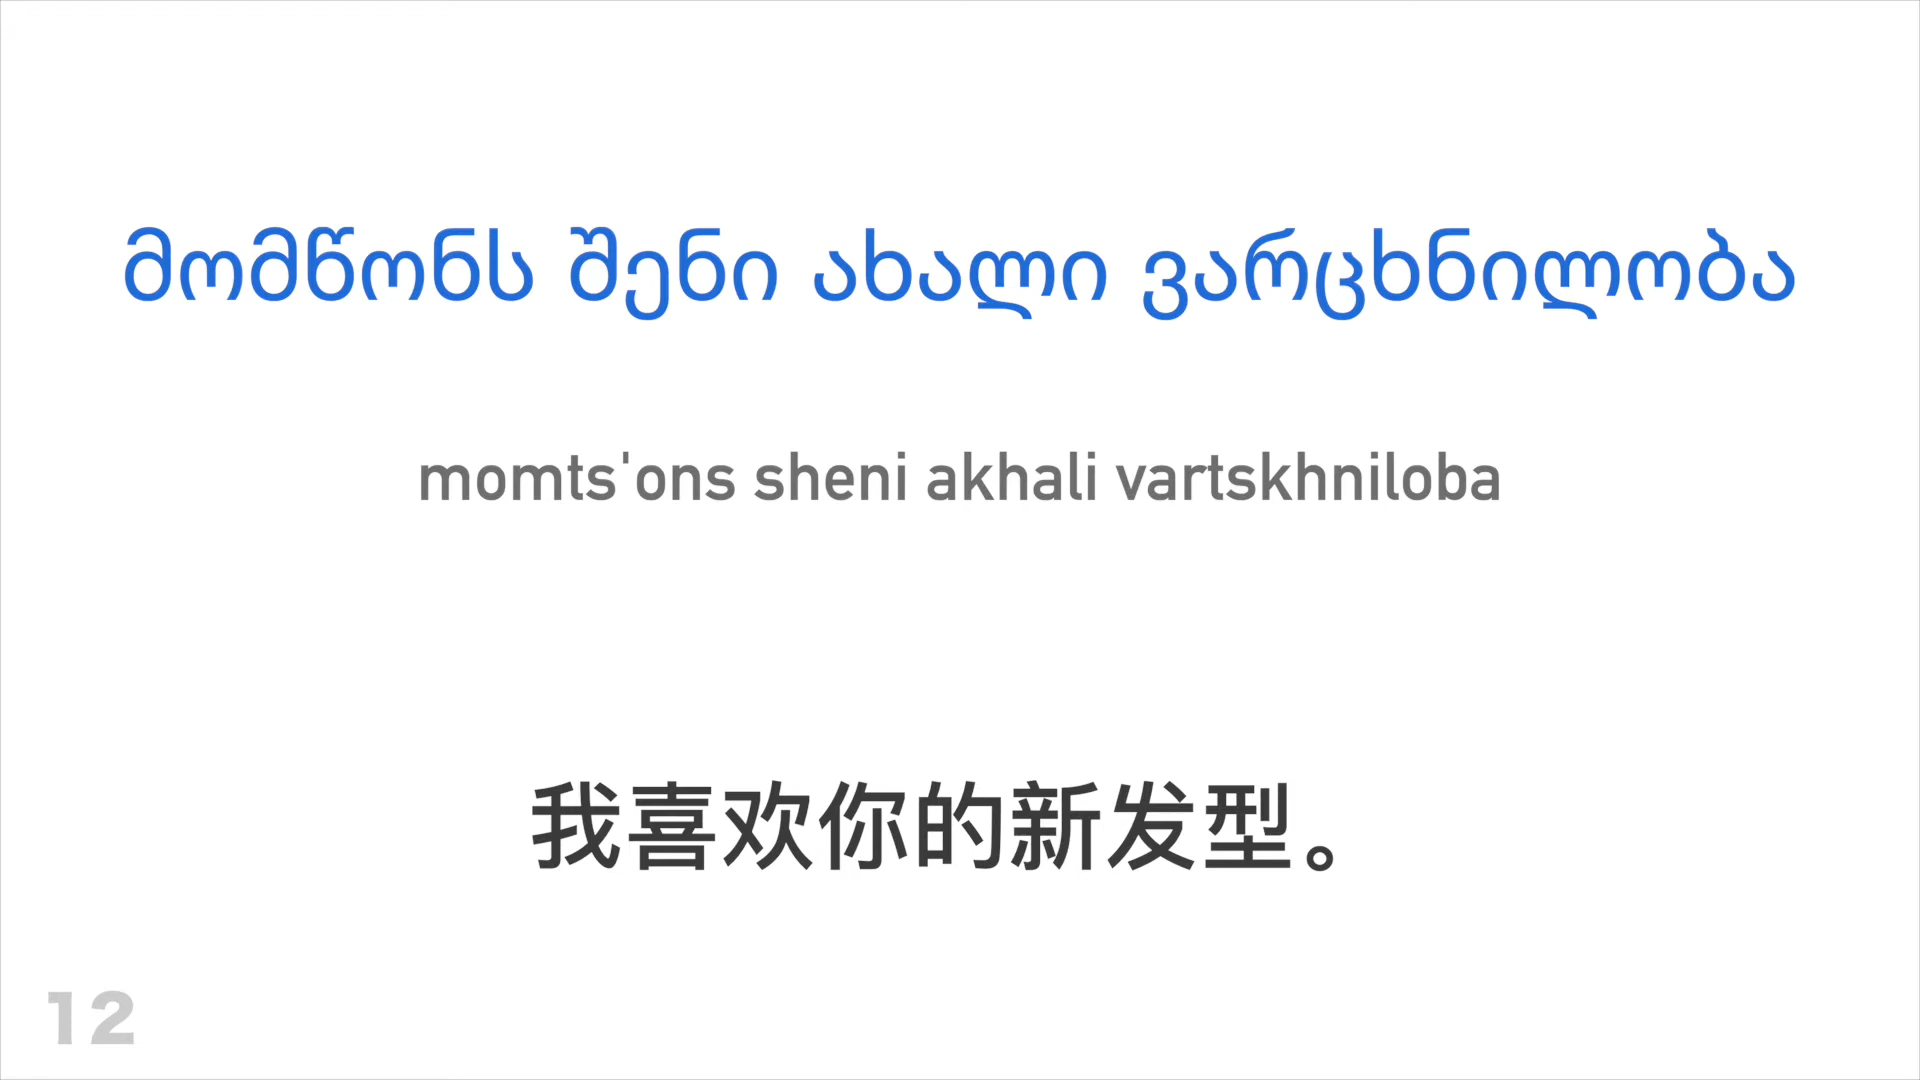 მომწონს შენი ახალი ვარცხნილობა
momts'ons sheni akhali vartskhniloba
我喜欢你的新发型。
12